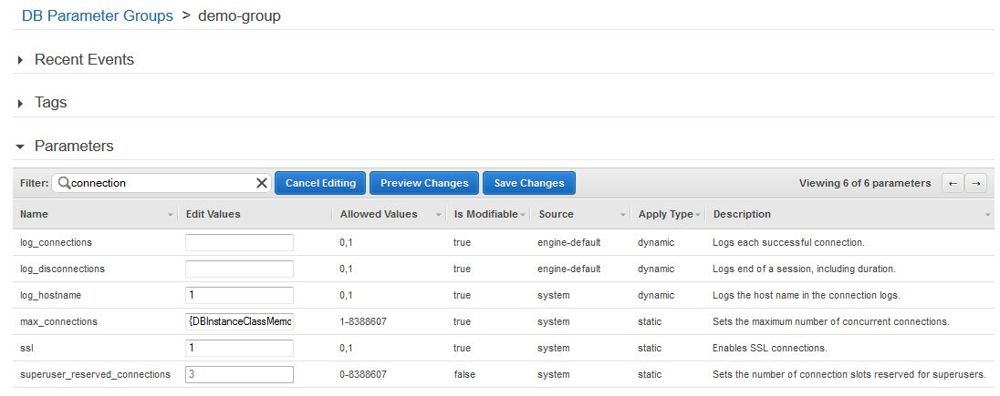 DB Parameter Groups > demo-group
Recent Events
Tags
Parameters
Filter: connection Cancel Editing Preview Changes Save Changes Viewing 6 of 6 parameters
Name Edit Values Allowed Values Is Modifiable Source Apply Type Description
log_connections 0,1 true engine-default dynamic Logs each successful connection.
log_disconnections 0,1 true engine-default dynamic Logs end of a session, including duration.
log_hostname 1 0,1 true system dynamic Logs the host name in the connection logs.
max_connections {DBInstanceClassMemo 1-8388607 true system static Sets the maximum number of concurrent connections.
ssl 1 0,1 true system static Enables SSL connections.
superuser_reserved_connections 3 0-8388607 false system static Sets the number of connection slots reserved for superusers.